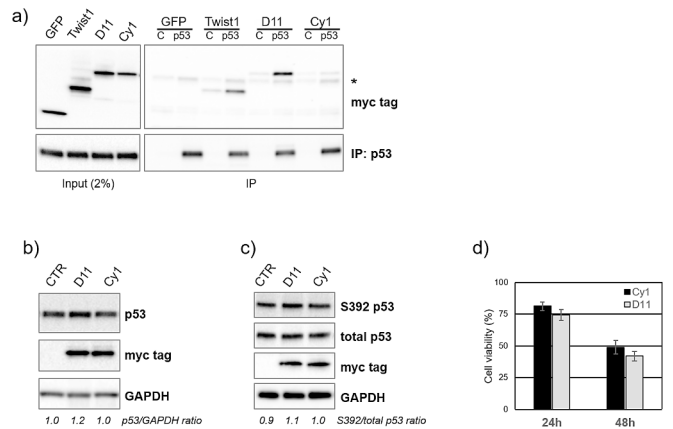 a)
GFP Twist1 D11 Cy1
GFP Twist1 D11 Cy1
C p53 C p53 C p53 C p53
*
myc tag
IP: p53
Input (2%) IP
b)
CTR D11 Cy1
p53
myc tag
GAPDH
1.0 1.2 1.0 p53/GAPDH ratio
c)
CTR D11 Cy1
S392 p53
total p53
myc tag
GAPDH
0.9 1.1 1.0 S392/total p53 ratio
d)
Cell viability (%)
100
75
50
25
0
Cy1
D11
24h 48h